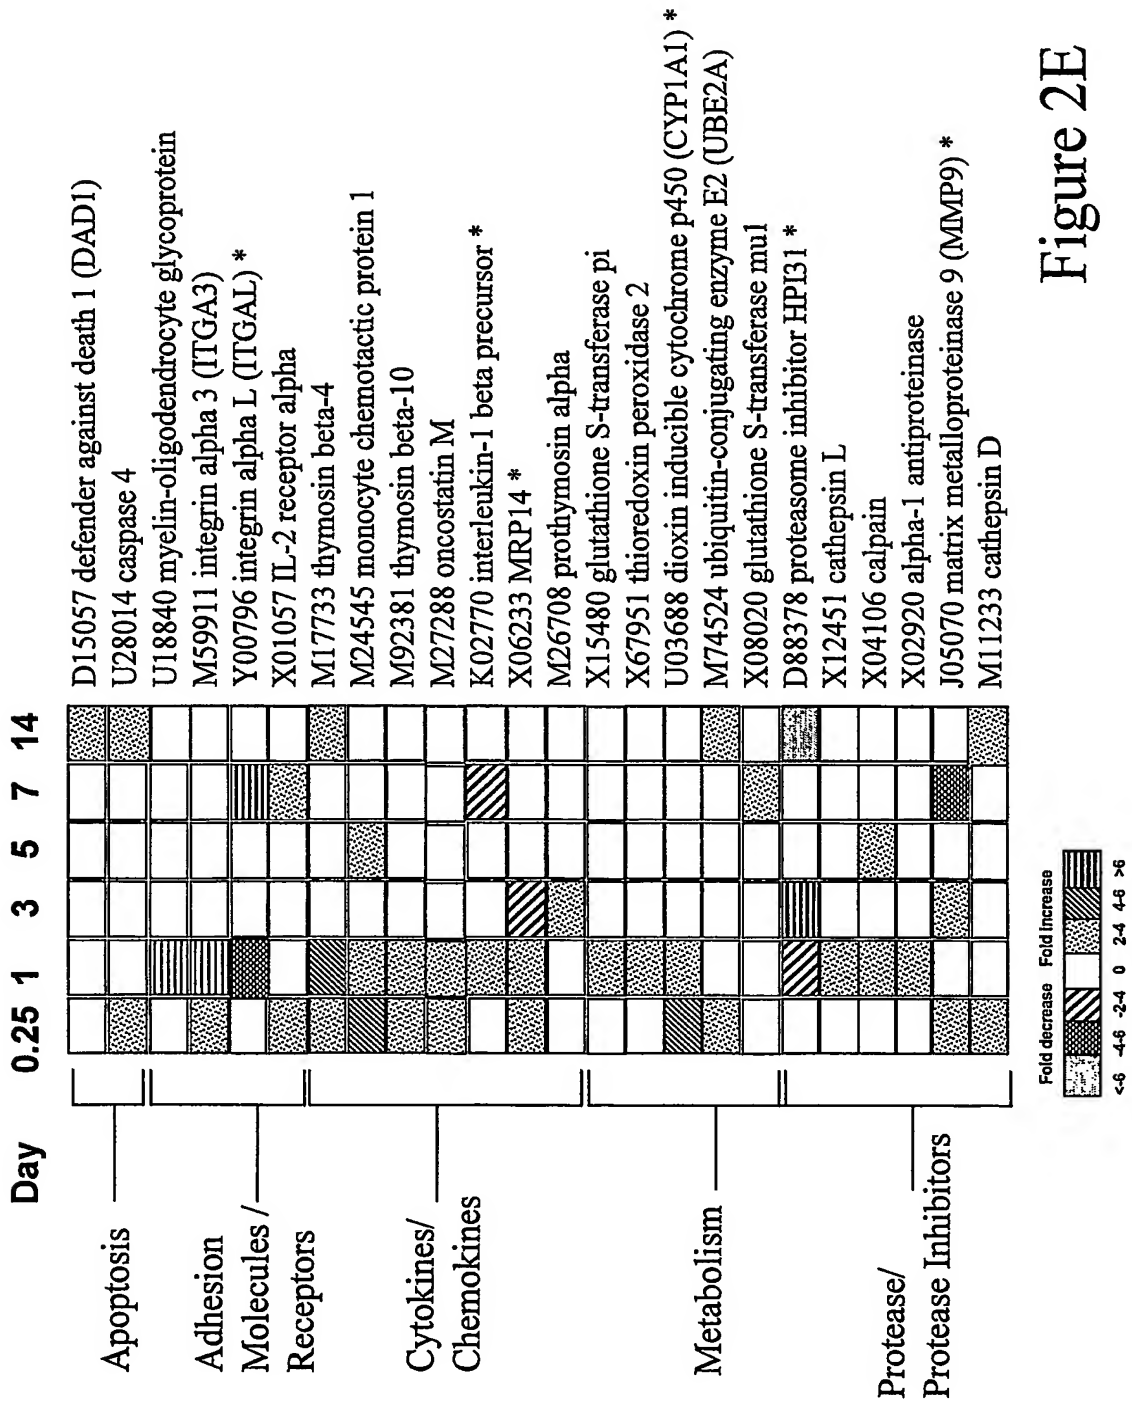 Day 0.25 1 3 5 7 14
Apoptosis
D15057 defender against death 1 (DAD1)
U28014 caspase 4
Adhesion
Molecules /
Receptors
U18840 myelin-oligodendrocyte glycoprotein
M59911 integrin alpha 3 (ITGA3)
Y00796 integrin alpha L (ITGAL) *
X01057 IL-2 receptor alpha
Cytokines/
Chemokines
M17733 thymosin beta-4
M24545 monocyte chemotactic protein 1
M92381 thymosin beta-10
M27288 oncostatin M
K02770 interleukin-1 beta precursor *
X06233 MRP14 *
M26708 prothymosin alpha
Metabolism
X15480 glutathione S-transferase pi
X67951 thioredoxin peroxidase 2
U03688 dioxin inducible cytochrome p450 (CYP1A1) *
M74524 ubiquitin-conjugating enzyme E2 (UBE2A)
X08020 glutathione S-transferase mu1
Protease/
Protease Inhibitors
D88378 proteasome inhibitor HPI31 *
X12451 cathepsin L
X04106 calpain
X02920 alpha-1 antiproteinase
J05070 matrix metalloproteinase 9 (MMP9) *
M11233 cathepsin D
Fold decrease Fold increase
<-6 -4-6 -2-4 0 2-4 4-6 >6
Figure 2E